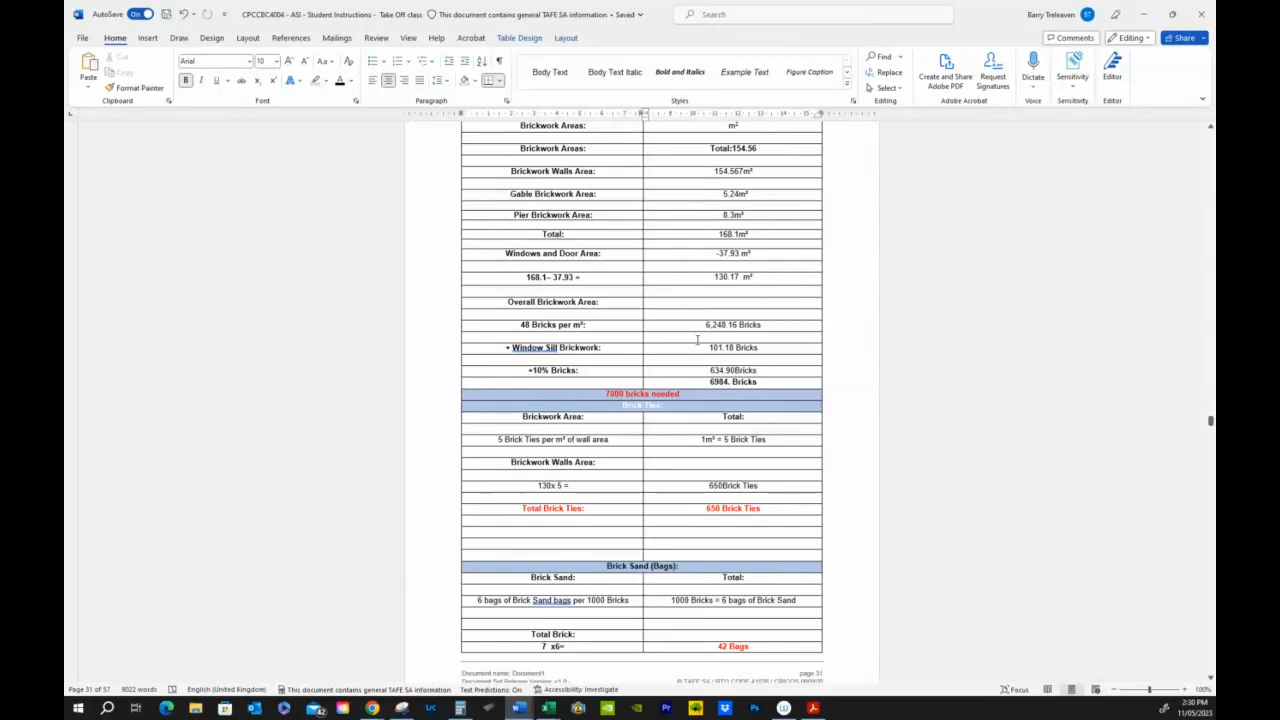 AutoSave On CPCCBC4004 - ASI - Student Instructions - Take Off class This document contains general TAFE SA information • Saved Search Barry Treleaven BT
File Home Insert Draw Design Layout References Mailings Review View Help Acrobat Table Design Layout Comments Editing Share
Paste Cut Copy Format Painter
Arial 10 Body Text Body Text Italic Bold and Italics Example Text Figure Caption
Find Replace Select
Create and Share Adobe PDF Request Signatures Dictate Sensitivity Editor
Clipboard Font Paragraph Styles Editing Adobe Acrobat Voice Sensitivity Editor
Brickwork Areas: m²
Brickwork Areas: Total:154.56
Brickwork Walls Area: 154.567m²
Gable Brickwork Area: 5.24m²
Pier Brickwork Area: 8.3m²
Total: 168.1m²
Windows and Door Area: -37.93 m²
168.1– 37.93 = 130.17 m²
Overall Brickwork Area:
48 Bricks per m²: 6,248.16 Bricks
+ Window Sill Brickwork: 101.18 Bricks
+10% Bricks: 634.90Bricks
6984. Bricks
7000 bricks needed
Brick Ties:
Brickwork Area: Total:
5 Brick Ties per m² of wall area 1m² = 5 Brick Ties
Brickwork Walls Area:
130x 5 = 650Brick Ties
Total Brick Ties: 650 Brick Ties
Brick Sand (Bags):
Brick Sand: Total:
6 bags of Brick Sand bags per 1000 Bricks 1000 Bricks = 6 bags of Brick Sand
Total Brick:
7 x6= 42 Bags
Document name: Document1 page 31
Page 31 of 57 9022 words English (United Kingdom) This document contains general TAFE SA information Text Predictions: On Accessibility: Investigate Focus 100%
2:30 PM
11/05/2023